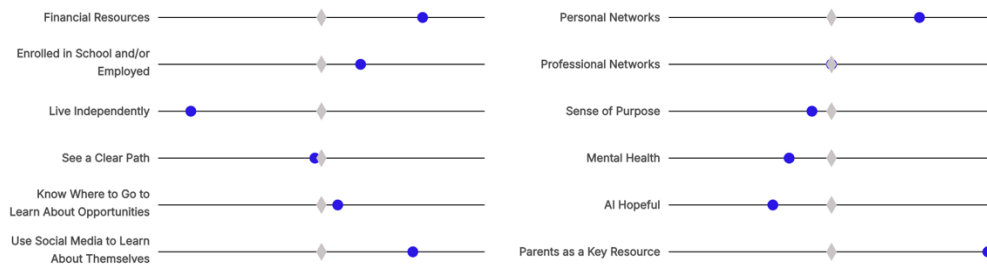 Financial Resources
Enrolled in School and/or
Employed
Live Independently
See a Clear Path
Know Where to Go to
Learn About Opportunities
Use Social Media to Learn
About Themselves
Personal Networks
Professional Networks
Sense of Purpose
Mental Health
AI Hopeful
Parents as a Key Resource